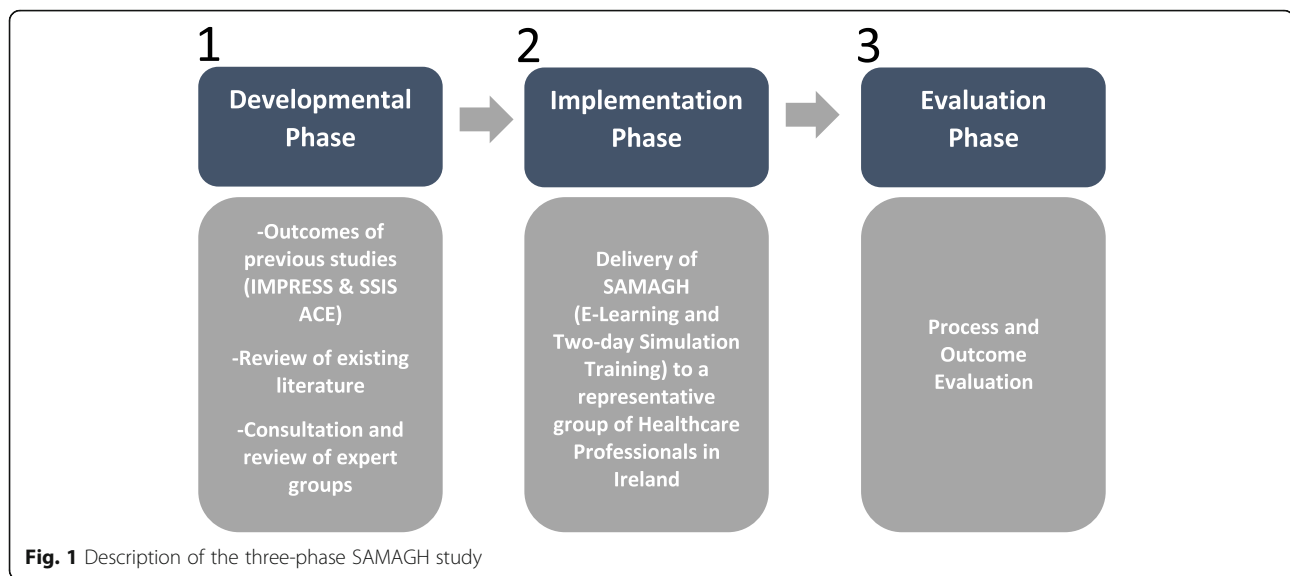 1
Developmental
Phase
2
Implementation
Phase
3
Evaluation
Phase
-Outcomes of
previous studies
(IMPRESS & SSIS
ACE)
-Review of existing
literature
-Consultation and
review of expert
groups
Delivery of
SAMAGH
(E-Learning and
Two-day Simulation
Training) to a
representative
group of Healthcare
Professionals in
Ireland
Process and
Outcome
Evaluation
Fig. 1 Description of the three-phase SAMAGH study